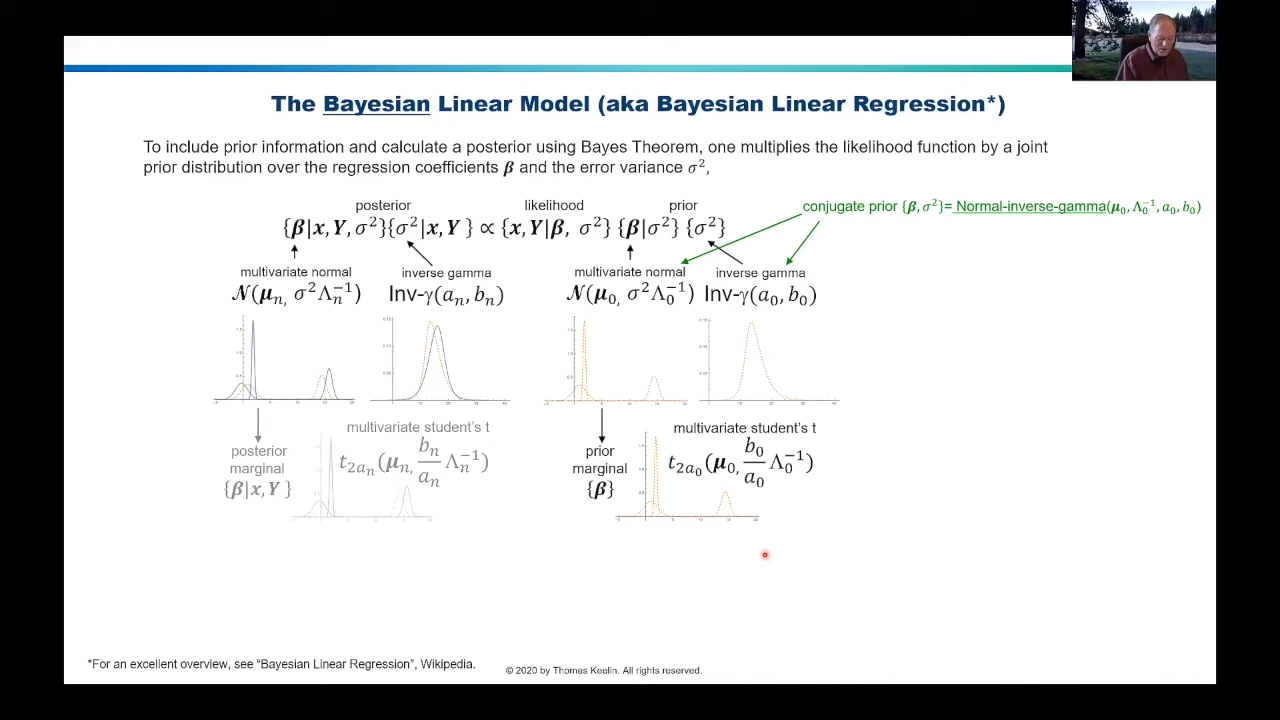 The Bayesian Linear Model (aka Bayesian Linear Regression*)
To include prior information and calculate a posterior using Bayes Theorem, one multiplies the likelihood function by a joint
prior distribution over the regression coefficients β and the error variance σ²,
posterior likelihood prior
conjugate prior {β, σ²}= Normal-inverse-gamma(μ₀, Λ₀⁻¹, a₀, b₀)
{β|x, Y, σ²}{σ²|x, Y } ∝ {x, Y|β, σ²} {β|σ²} {σ²}
multivariate normal inverse gamma multivariate normal inverse gamma
𝒩(μₙ, σ²Λₙ⁻¹) Inv-γ(aₙ, bₙ) 𝒩(μ₀, σ²Λ₀⁻¹) Inv-γ(a₀, b₀)
multivariate student's t multivariate student's t
posterior
marginal
{β|x, Y }
t₂ₐₙ(μₙ, bₙ/aₙ Λₙ⁻¹)
prior
marginal
{β}
t₂ₐ₀(μ₀, b₀/a₀ Λ₀⁻¹)
*For an excellent overview, see “Bayesian Linear Regression”, Wikipedia.
© 2020 by Thomas Keelin. All rights reserved.